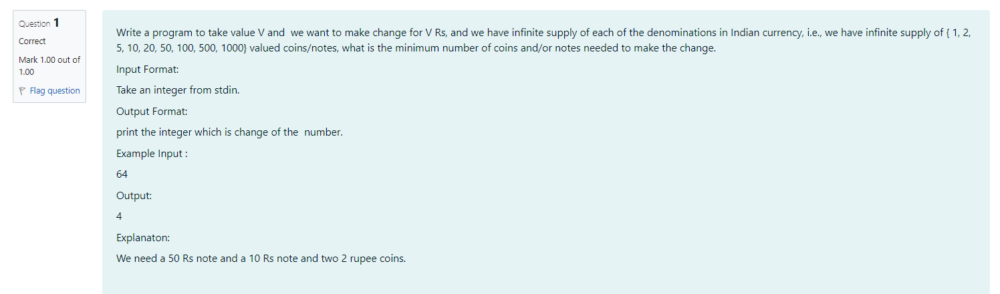 Question 1
Correct
Mark 1.00 out of
1.00
Flag question
Write a program to take value V and  we want to make change for V Rs, and we have infinite supply of each of the denominations in Indian currency, i.e., we have infinite supply of { 1, 2,
5, 10, 20, 50, 100, 500, 1000} valued coins/notes, what is the minimum number of coins and/or notes needed to make the change.
Input Format:
Take an integer from stdin.
Output Format:
print the integer which is change of the  number.
Example Input :
64
Output:
4
Explanaton:
We need a 50 Rs note and a 10 Rs note and two 2 rupee coins.